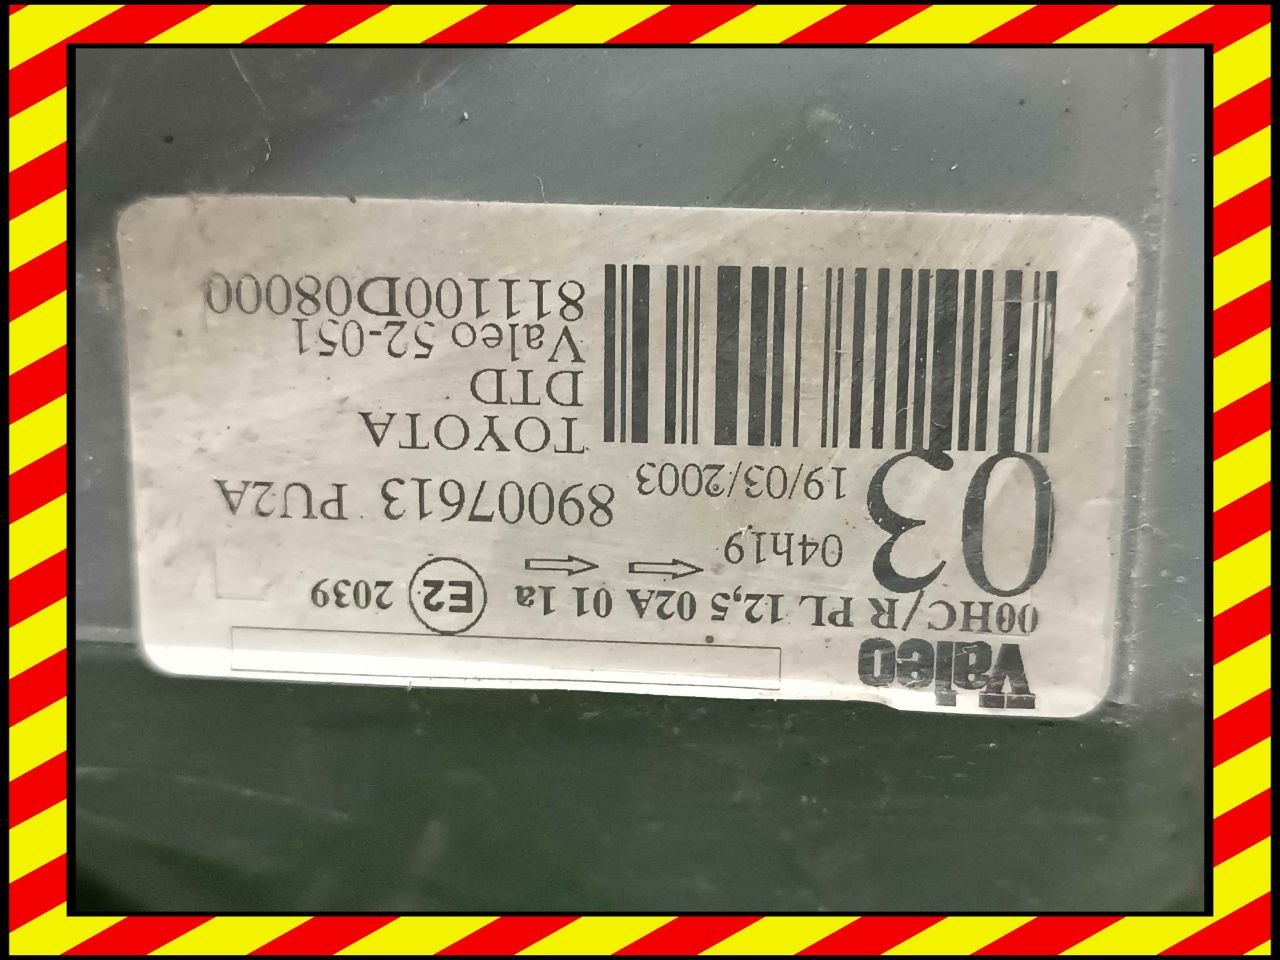 Valeo
00HC/R PL 12,5 02A 01 1a E2 2039
03
04h19
19/03/2003
89007613 PU2A
TOYOTA
DTD
Valeo 52-051
811100D08000